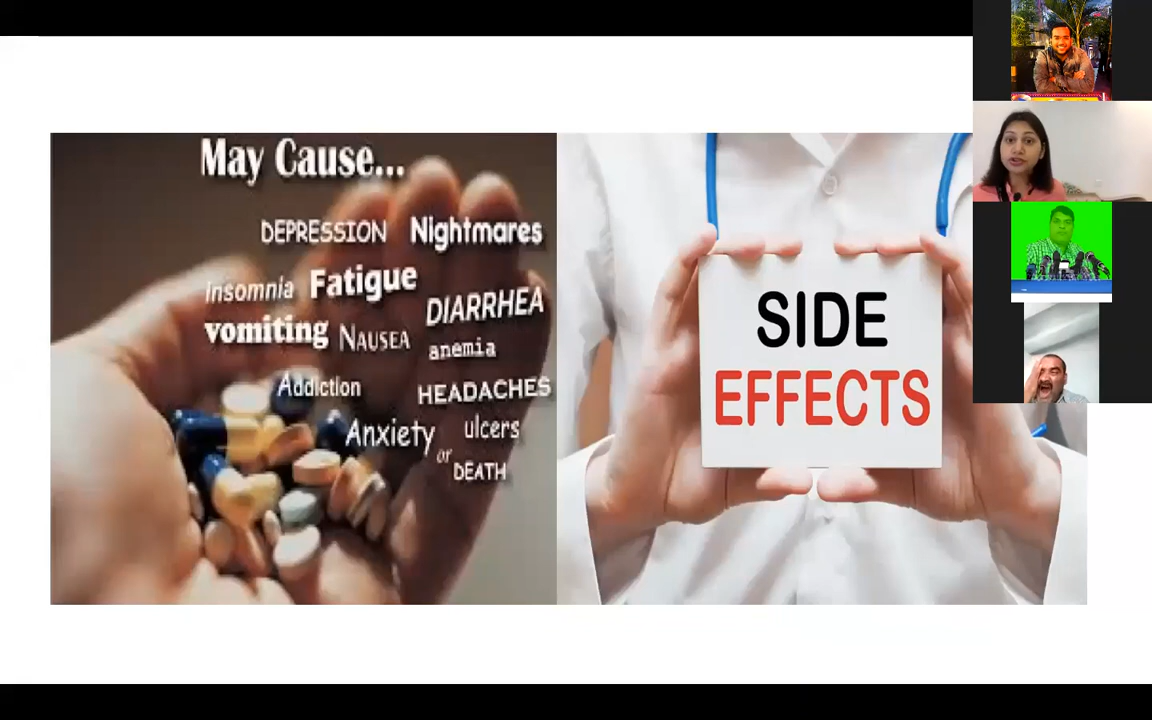 May Cause...
DEPRESSION Nightmares
insomnia Fatigue
DIARRHEA
vomiting NAUSEA
anemia
Addiction HEADACHES
Anxiety ulcers
or
DEATH
SIDE
EFFECTS